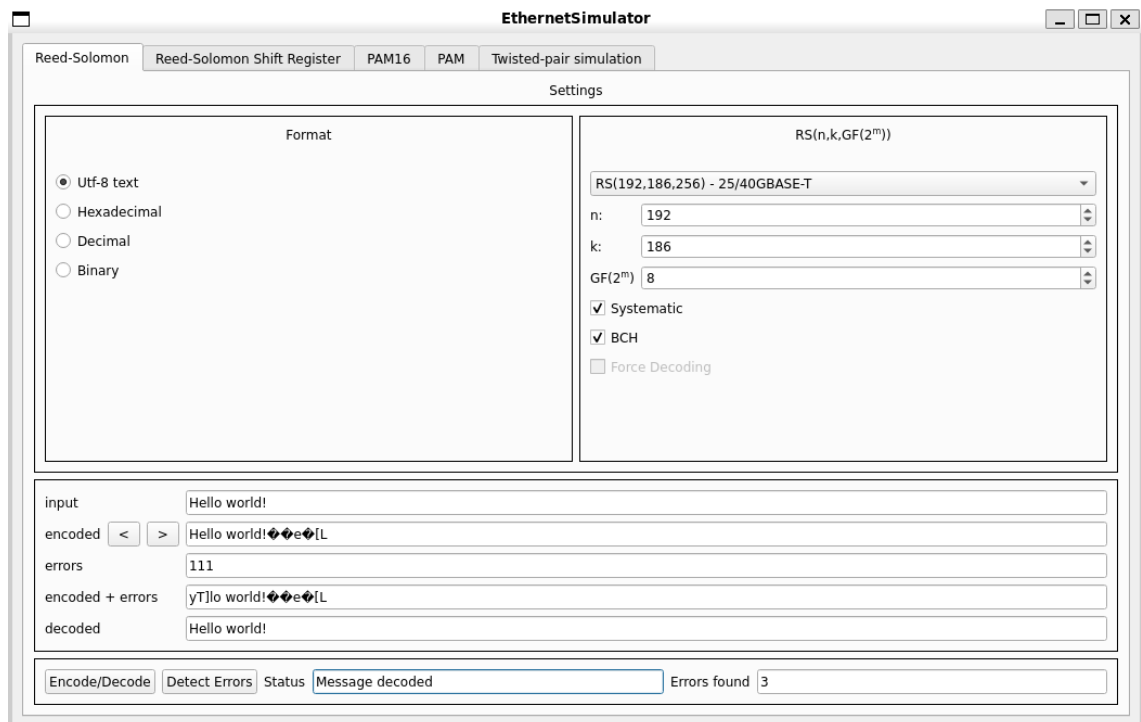 EthernetSimulator
Reed-Solomon Reed-Solomon Shift Register PAM16 PAM Twisted-pair simulation
Settings
Format
Utf-8 text
Hexadecimal
Decimal
Binary
RS(n,k,GF(2ᵐ))
RS(192,186,256) - 25/40GBASE-T
n: 192
k: 186
GF(2ᵐ) 8
Systematic
BCH
Force Decoding
input Hello world!
encoded < > Hello world!��e�[L
errors 111
encoded + errors yT]lo world!��e�[L
decoded Hello world!
Encode/Decode Detect Errors Status Message decoded Errors found 3